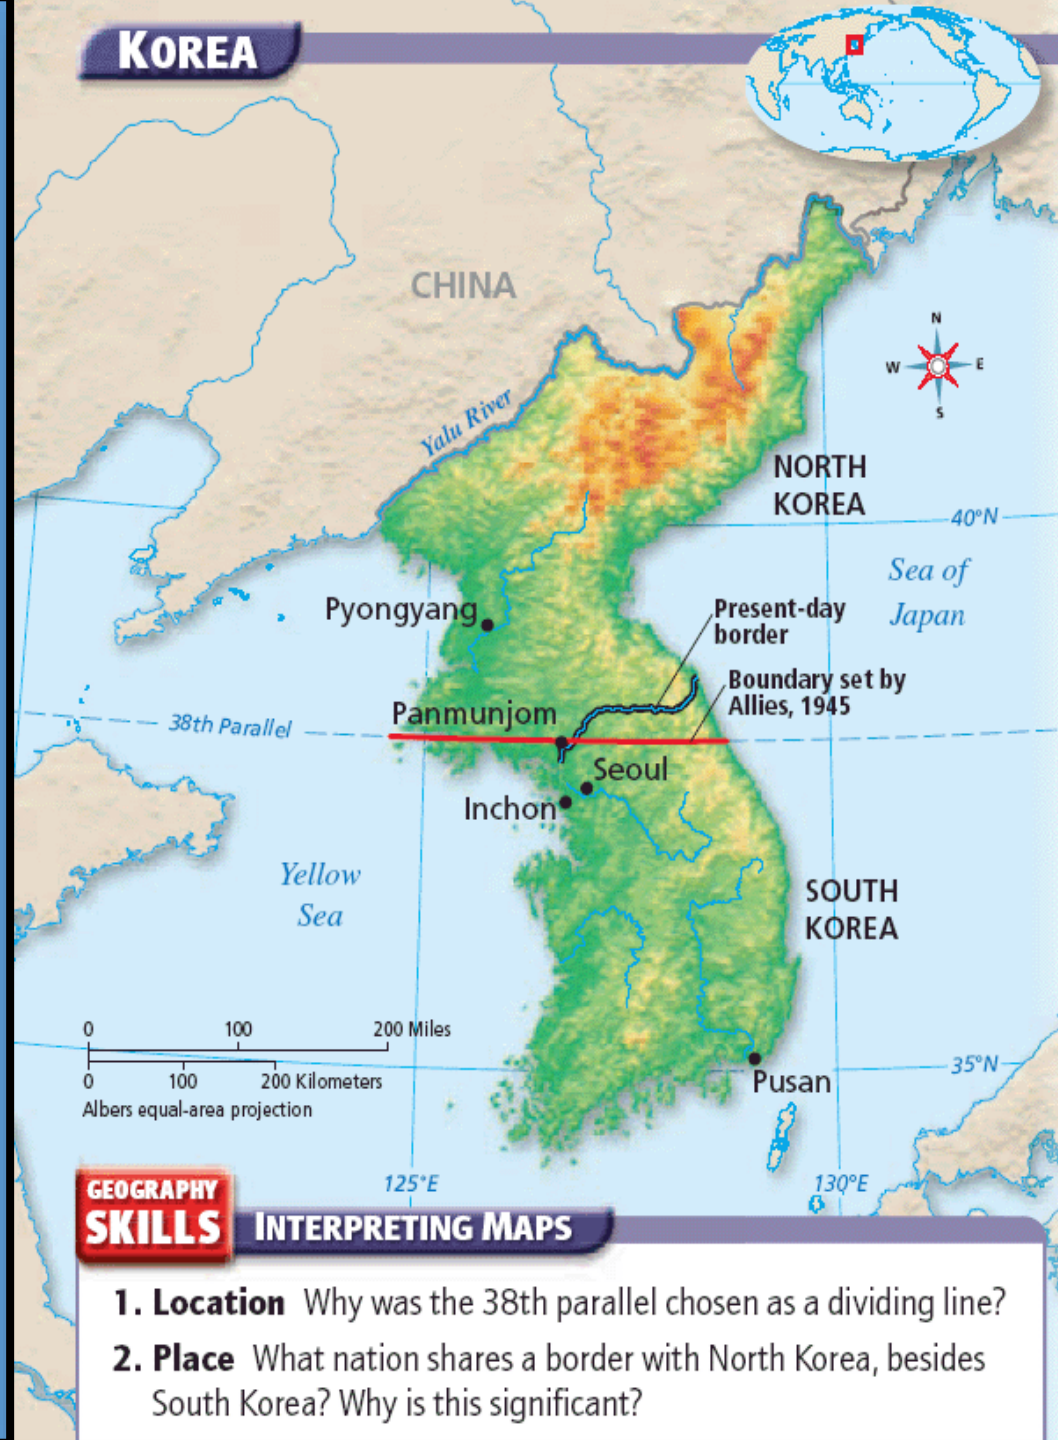 KOREA
CHINA
N
W
E
S
Yalu River
NORTH
KOREA
40°N
Sea of
Japan
Pyongyang
Present-day
border
Boundary set by
Allies, 1945
Panmunjom
38th Parallel
Seoul
Inchon
Yellow
Sea
SOUTH
KOREA
0 100 200 Miles
0 100 200 Kilometers
Albers equal-area projection
35°N
Pusan
125°E
130°E
GEOGRAPHY
SKILLS
INTERPRETING MAPS
1. Location Why was the 38th parallel chosen as a dividing line?
2. Place What nation shares a border with North Korea, besides
South Korea? Why is this significant?